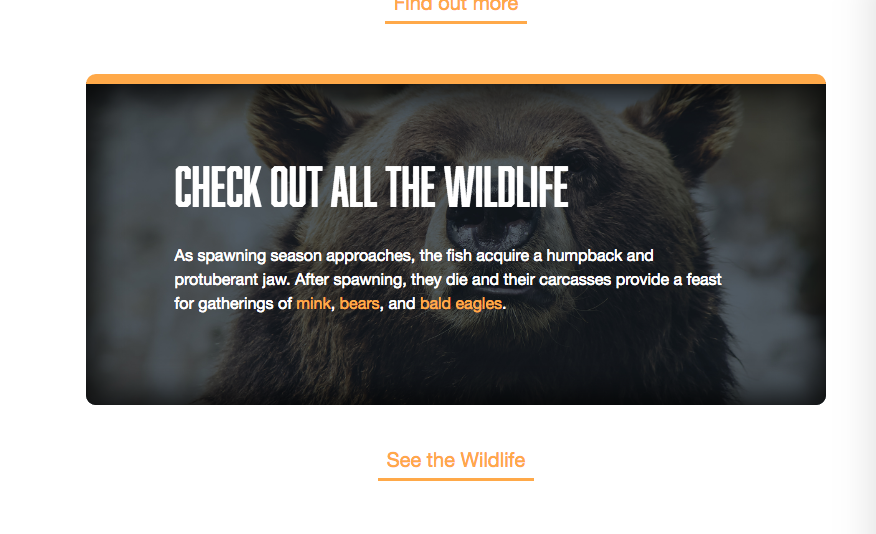 Find out more
CHECK OUT ALL THE WILDLIFE
As spawning season approaches, the fish acquire a humpback and
protuberant jaw. After spawning, they die and their carcasses provide a feast
for gatherings of mink, bears, and bald eagles.
See the Wildlife